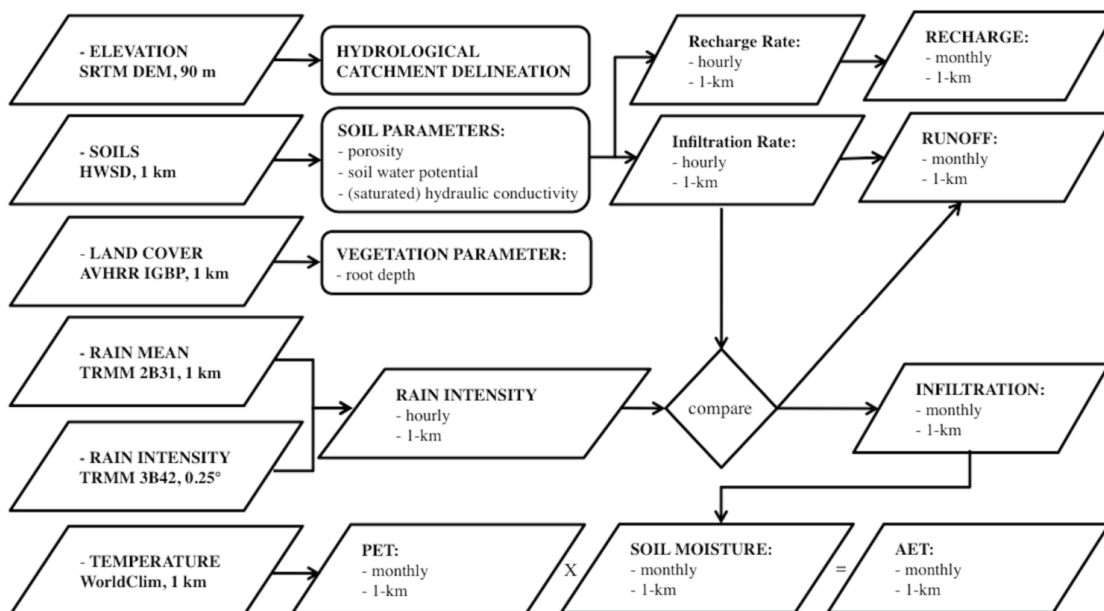 - ELEVATION
SRTM DEM, 90 m
HYDROLOGICAL
CATCHMENT DELINEATION
Recharge Rate:
- hourly
- 1-km
RECHARGE:
- monthly
- 1-km
- SOILS
HWSD, 1 km
SOIL PARAMETERS:
- porosity
- soil water potential
- (saturated) hydraulic conductivity
Infiltration Rate:
- hourly
- 1-km
RUNOFF:
- monthly
- 1-km
- LAND COVER
AVHRR IGBP, 1 km
VEGETATION PARAMETER:
- root depth
- RAIN MEAN
TRMM 2B31, 1 km
- RAIN INTENSITY
TRMM 3B42, 0.25°
RAIN INTENSITY
- hourly
- 1-km
compare
INFILTRATION:
- monthly
- 1-km
- TEMPERATURE
WorldClim, 1 km
PET:
- monthly
- 1-km
X
SOIL MOISTURE:
- monthly
- 1-km
=
AET:
- monthly
- 1-km